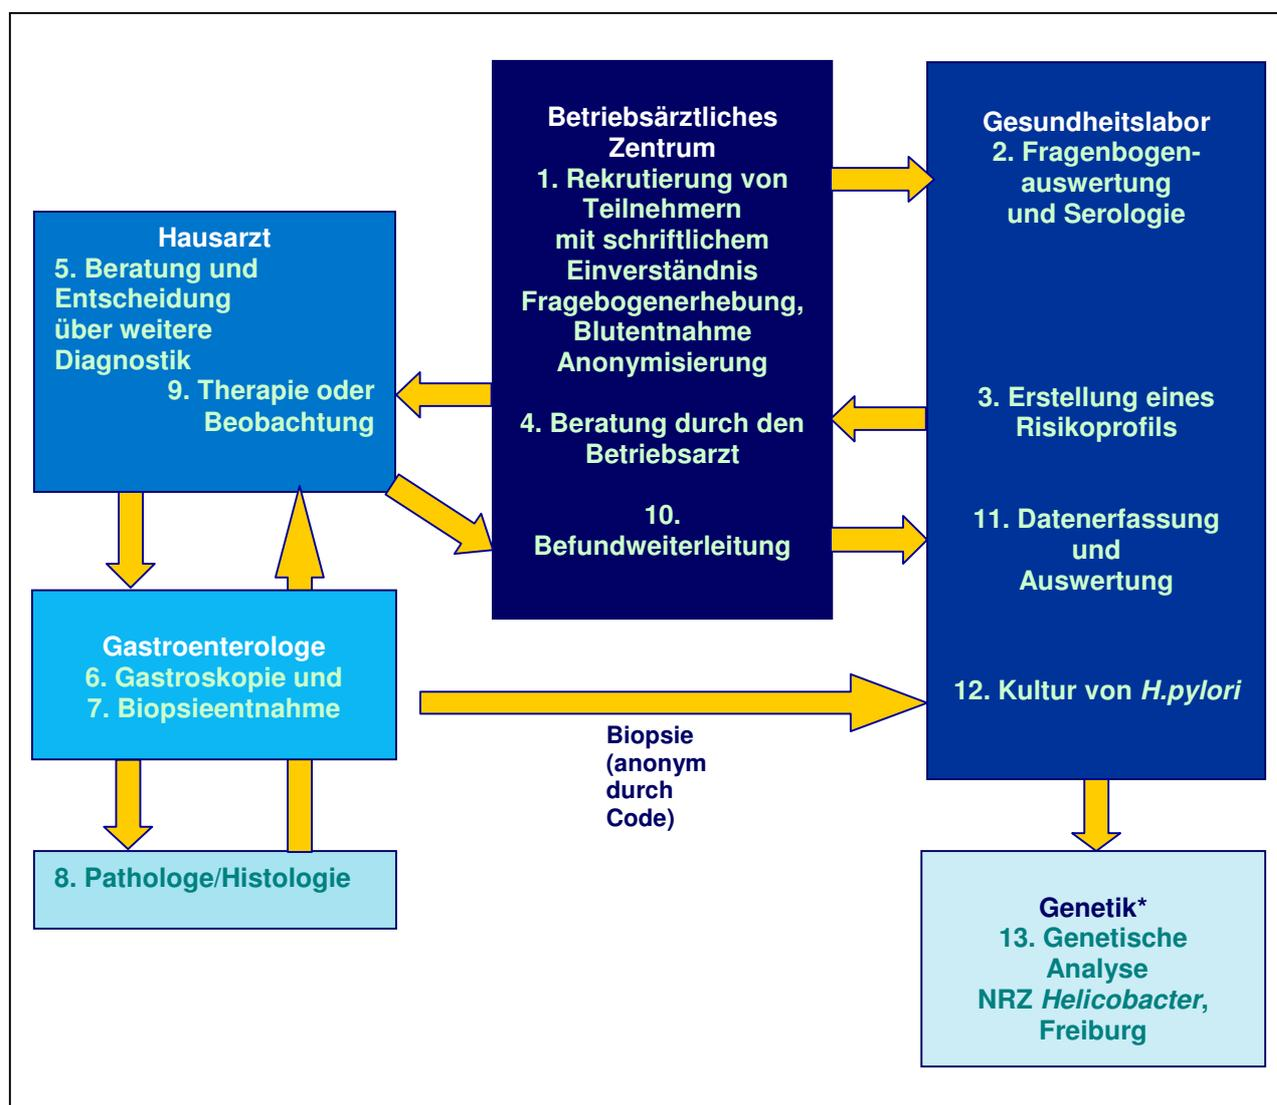 Betriebsärztliches
Zentrum
1. Rekrutierung von
Teilnehmern
mit schriftlichem
Einverständnis
Fragebogenerhebung,
Blutentnahme
Anonymisierung
4. Beratung durch den
Betriebsarzt
10.
Befundweiterleitung
Gesundheitslabor
2. Fragenbogen-
auswertung
und Serologie
3. Erstellung eines
Risikoprofils
11. Datenerfassung
und
Auswertung
12. Kultur von H.pylori
Hausarzt
5. Beratung und
Entscheidung
über weitere
Diagnostik
9. Therapie oder
Beobachtung
Gastroenterologe
6. Gastroskopie und
7. Biopsieentnahme
Biopsie
(anonym
durch
Code)
8. Pathologe/Histologie
Genetik*
13. Genetische
Analyse
NRZ Helicobacter,
Freiburg